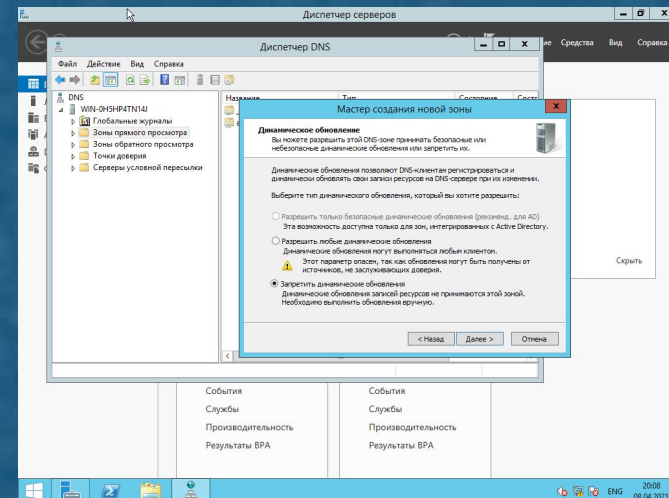 Диспетчер серверов
Средства Вид Справка
Диспетчер DNS
Файл Действие Вид Справка
DNS
WIN-0H5HP4TN14J
Глобальные журналы
Зоны прямого просмотра
Зоны обратного просмотра
Точки доверия
Серверы условной пересылки
Название Тип Состояние
Мастер создания новой зоны
Динамическое обновление
Вы можете разрешить этой DNS-зоне принимать безопасные или
небезопасные динамические обновления или запретить их.
Динамические обновления позволяют DNS-клиентам регистрироваться и
динамически обновлять свои записи ресурсов на DNS-сервере при их изменении.
Выберите тип динамического обновления, который вы хотите разрешить:
Разрешить только безопасные динамические обновления (рекоменд. для AD)
Эта возможность доступна только для зон, интегрированных с Active Directory.
Разрешить любые динамические обновления
Динамические обновления могут выполняться любым клиентом.
Этот параметр опасен, так как обновления могут быть получены от
источников, не заслуживающих доверия.
Запретить динамические обновления
Динамические обновления записей ресурсов не принимаются этой зоной.
Необходимо выполнить обновления вручную.
< Назад Далее > Отмена
Скрыть
События События
Службы Службы
Производительность Производительность
Результаты BPA Результаты BPA
ENG 20:08
08.04.2021